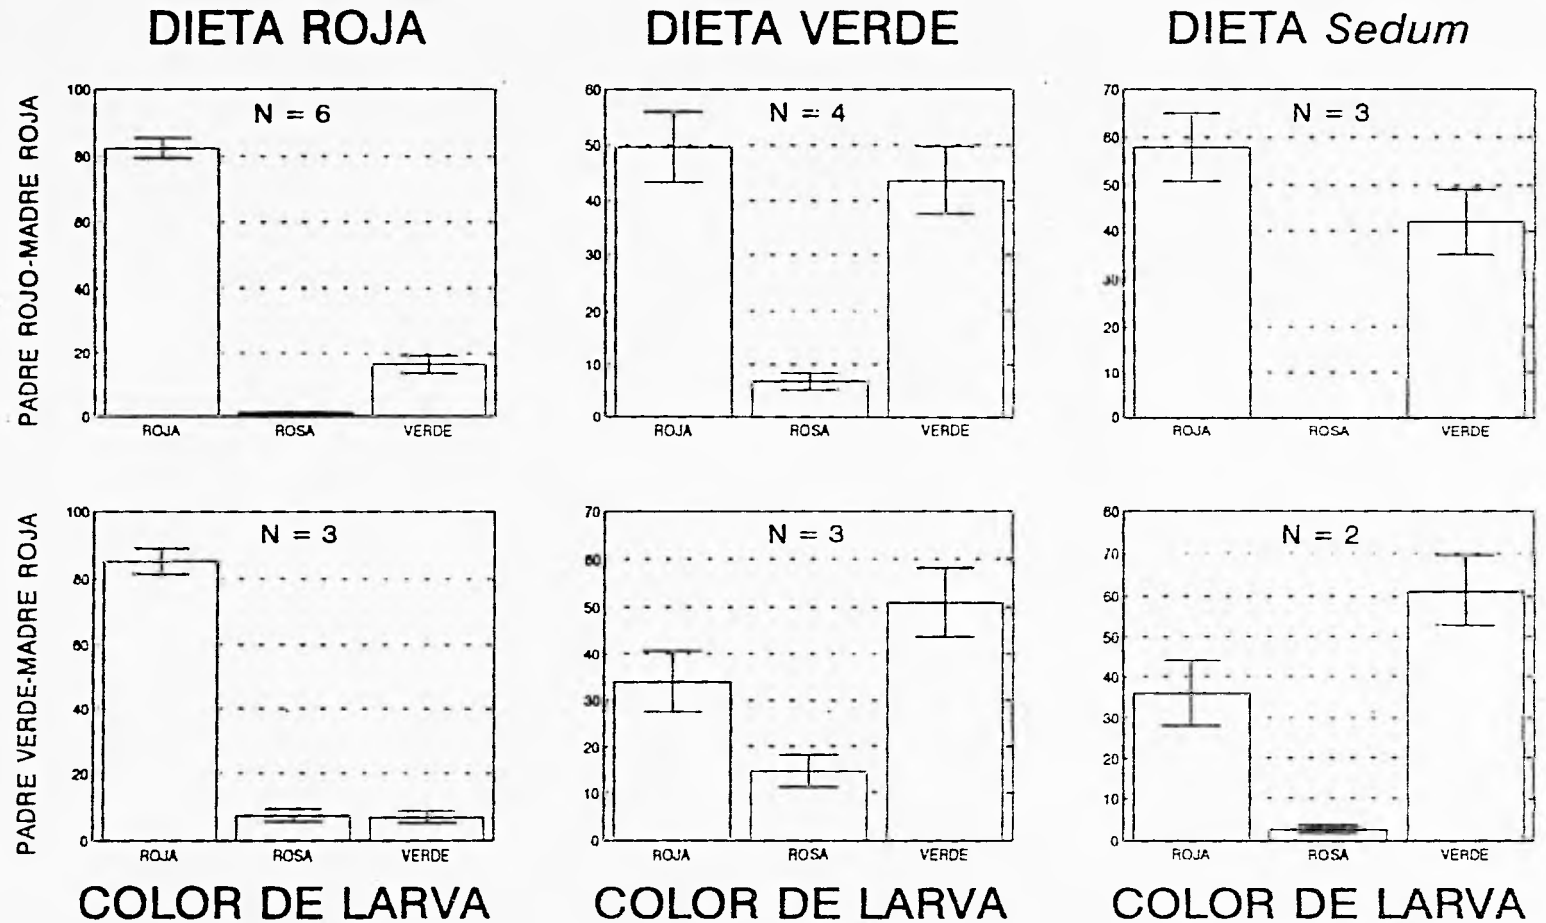 DIETA ROJA
DIETA VERDE
DIETA Sedum
PADRE ROJO-MADRE ROJA
N = 6
100
80
60
40
20
0
ROJA ROSA VERDE
N = 4
60
50
40
30
20
10
0
ROJA ROSA VERDE
N = 3
70
60
50
40
30
20
10
0
ROJA ROSA VERDE
PADRE VERDE-MADRE ROJA
N = 3
100
80
60
40
20
0
ROJA ROSA VERDE
N = 3
70
60
50
40
30
20
10
0
ROJA ROSA VERDE
N = 2
80
70
60
50
40
30
20
10
0
ROJA ROSA VERDE
COLOR DE LARVA
COLOR DE LARVA
COLOR DE LARVA